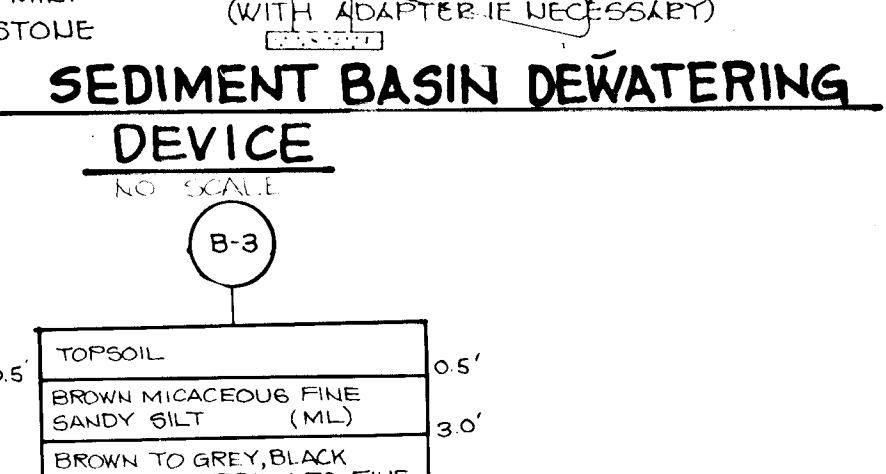 STONE
(WITH ADAPTER IF NECESSARY)
SEDIMENT BASIN DEWATERING
DEVICE
NO SCALE
B-3
TOPSOIL
0.5'
BROWN MICACEOUS FINE
SANDY SILT (ML)
3.0'
BROWN TO GREY, BLACK